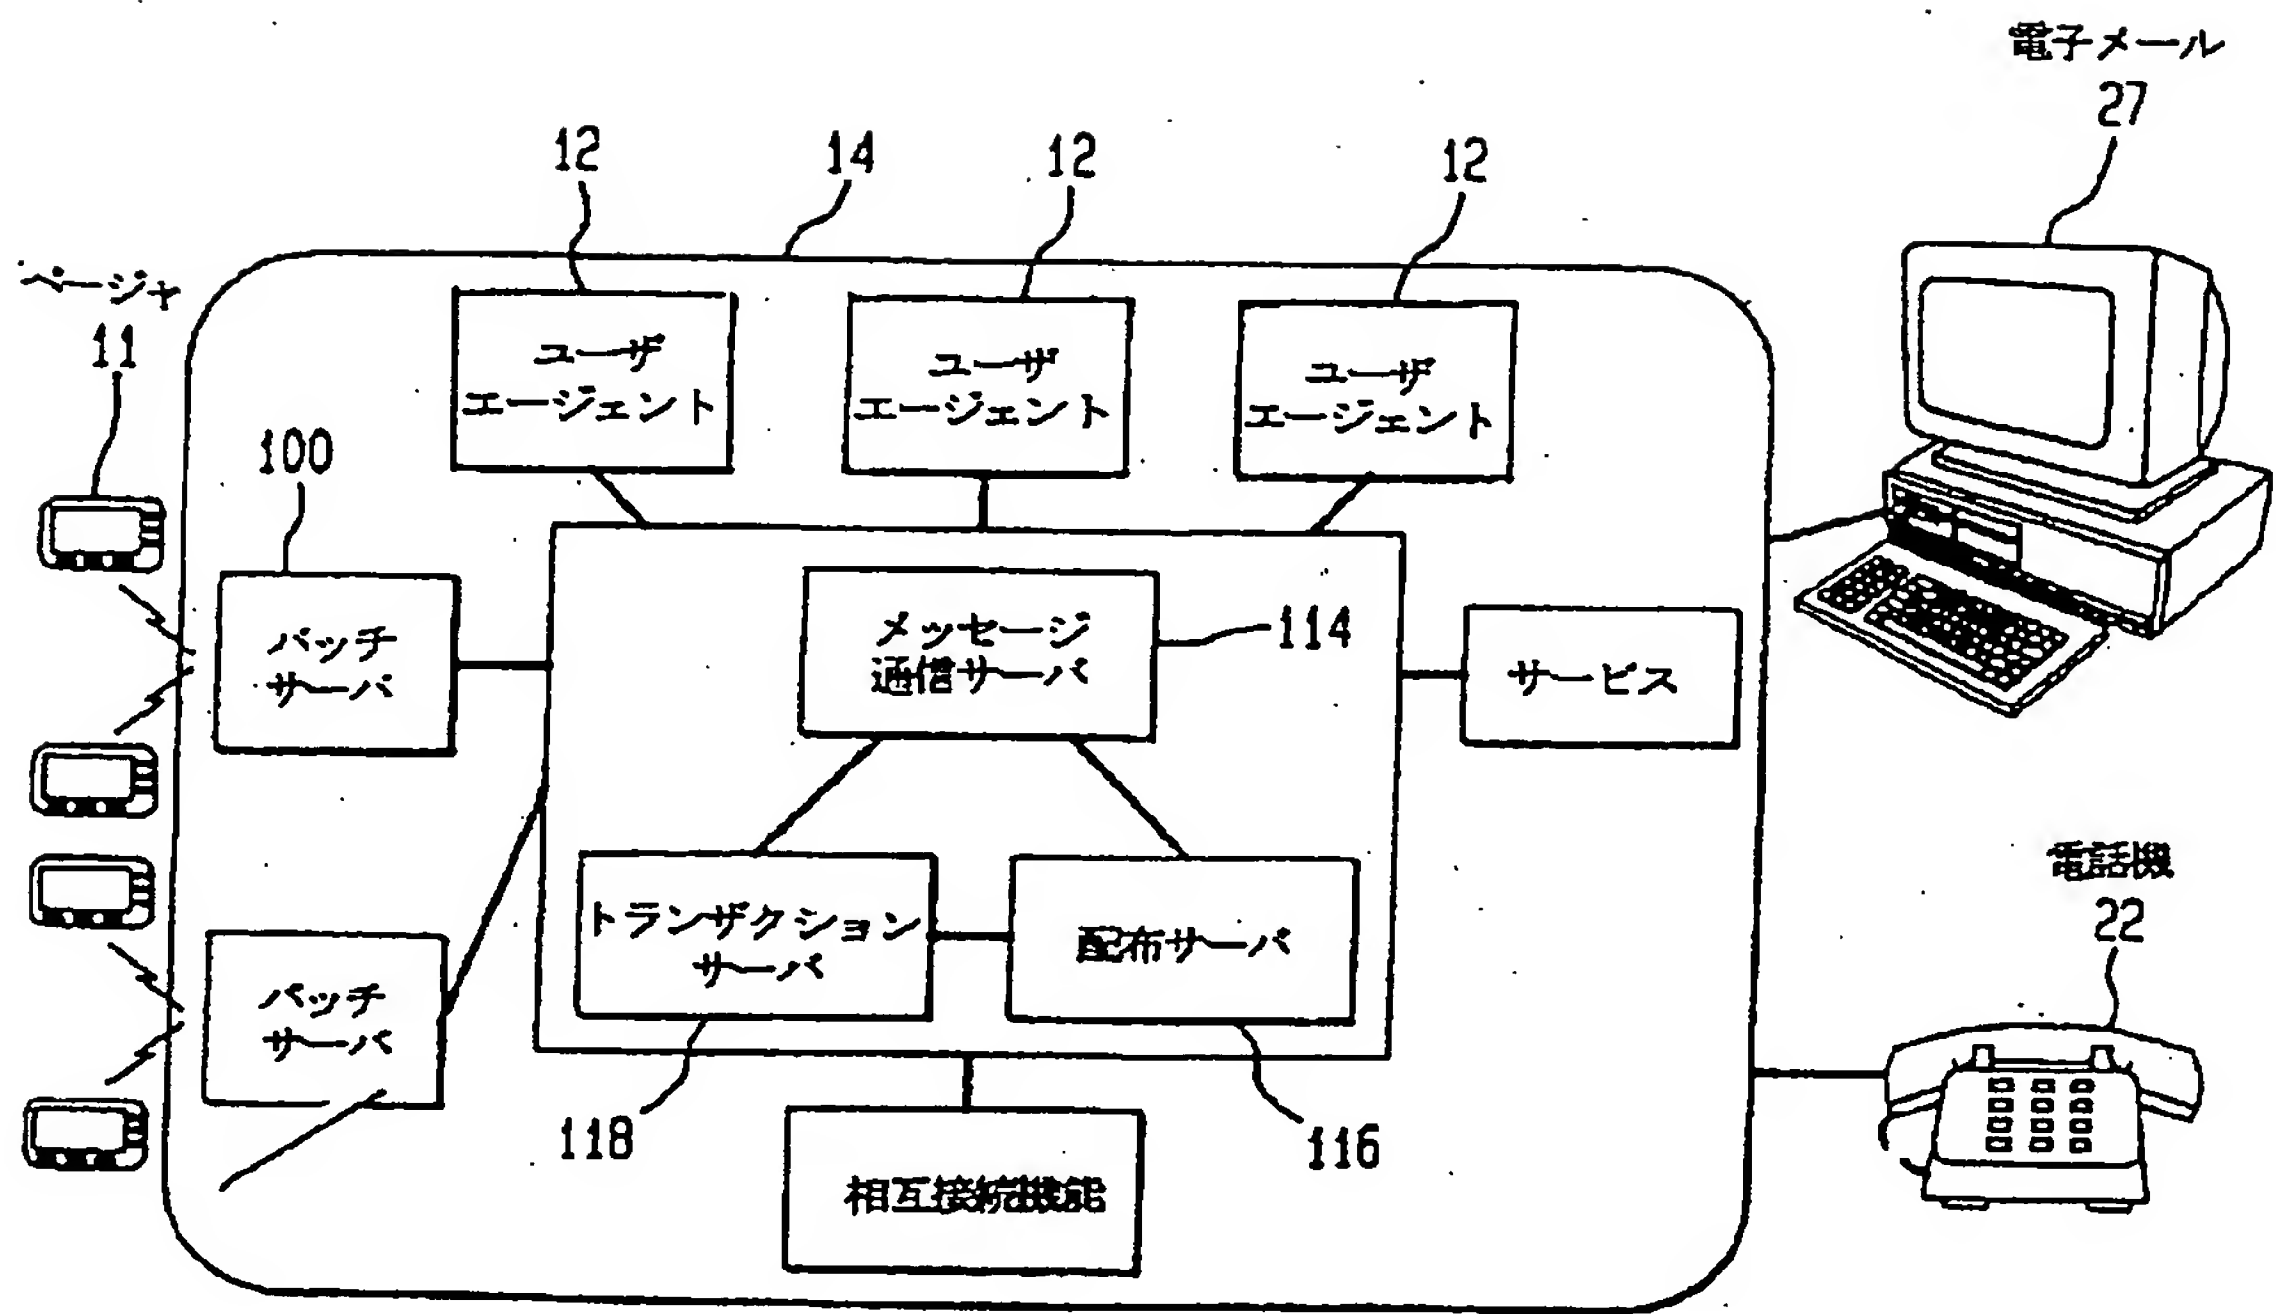 電子メール
27
12
14
12
12
ページャ
11
ユーザ
エージェント
ユーザ
エージェント
ユーザ
エージェント
100
バッチ
サーバ
メッセージ
通信サーバ
114
サービス
電話機
22
トランザクション
サーバ
配布サーバ
バッチ
サーバ
118
116
相互接続機能